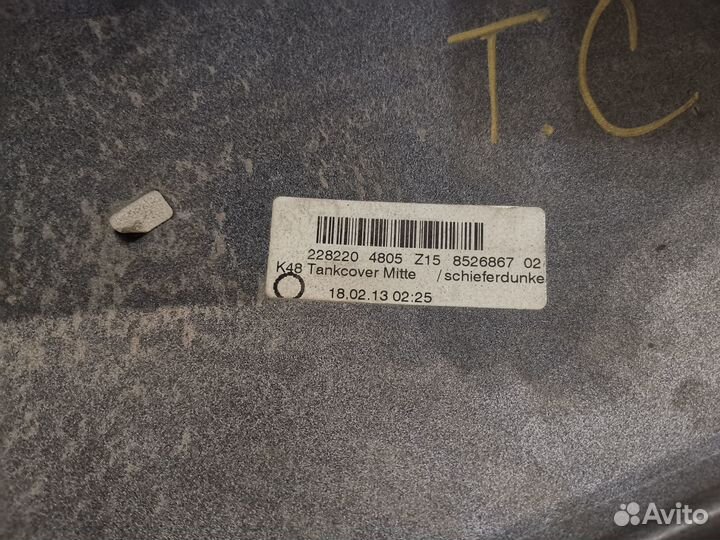 T.C
228220 4805 Z15 8526867 02
K48 Tankcover Mitte /schieferdunke
18.02.13 02:25
Avito